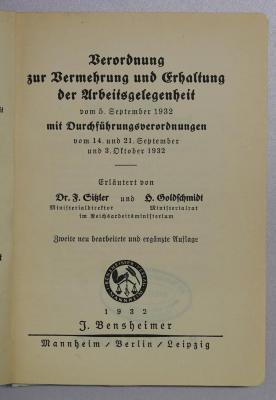 Verordnung
zur Vermehrung und Erhaltung
der Arbeitsgelegenheit
vom 5. September 1932
mit Durchführungsverordnungen
vom 14. und 21. September
und 3. Oktober 1932
Erläutert von
Dr. F. Sitzler und H. Goldschmidt
Ministerialdirektor Ministerialrat
im Reichsarbeitsministerium
Zweite neu bearbeitete und ergänzte Auflage
1932
J. Bensheimer
Mannheim / Berlin / Leipzig